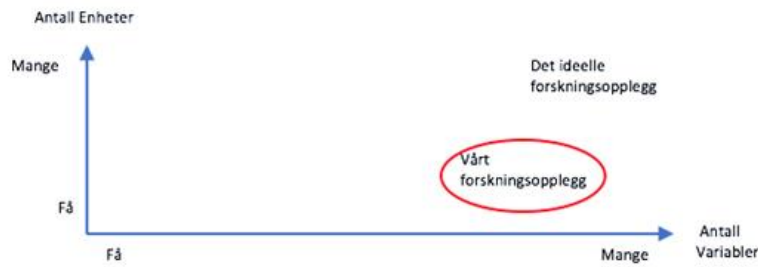 Antall Enheter
Mange
Det ideelle
forskningsopplegg
Vårt
forskningsopplegg
Få
Få
Mange
Antall
Variabler